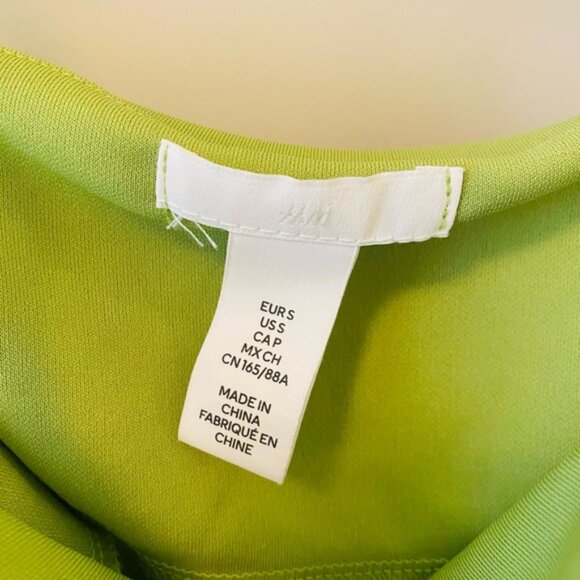 H&M
EUR S
US S
CA P
MX CH
CN 165/88A
MADE IN
CHINA
FABRIQUÉ EN
CHINE